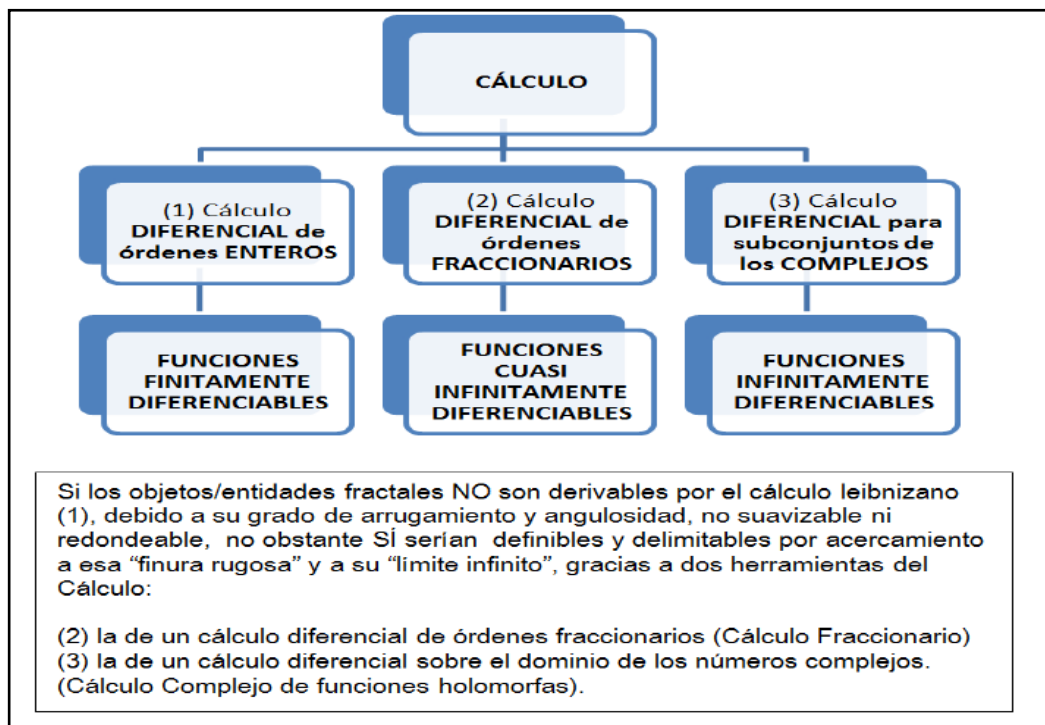 CÁLCULO
(1) Cálculo
DIFERENCIAL de
órdenes ENTEROS
(2) Cálculo
DIFERENCIAL de
órdenes
FRACCIONARIOS
(3) Cálculo
DIFERENCIAL para
subconjuntos de
los COMPLEJOS
FUNCIONES
FINITAMENTE
DIFERENCIABLES
FUNCIONES
CUASI
INFINITAMENTE
DIFERENCIABLES
FUNCIONES
INFINITAMENTE
DIFERENCIABLES
Si los objetos/entidades fractales NO son derivables por el cálculo leibnizano
(1), debido a su grado de arrugamiento y angulosidad, no suavizable ni
redondeable, no obstante SÍ serían definibles y delimitables por acercamiento
a esa “finura rugosa” y a su “límite infinito”, gracias a dos herramientas del
Cálculo:
(2) la de un cálculo diferencial de órdenes fraccionarios (Cálculo Fraccionario)
(3) la de un cálculo diferencial sobre el dominio de los números complejos.
(Cálculo Complejo de funciones holomorfas).